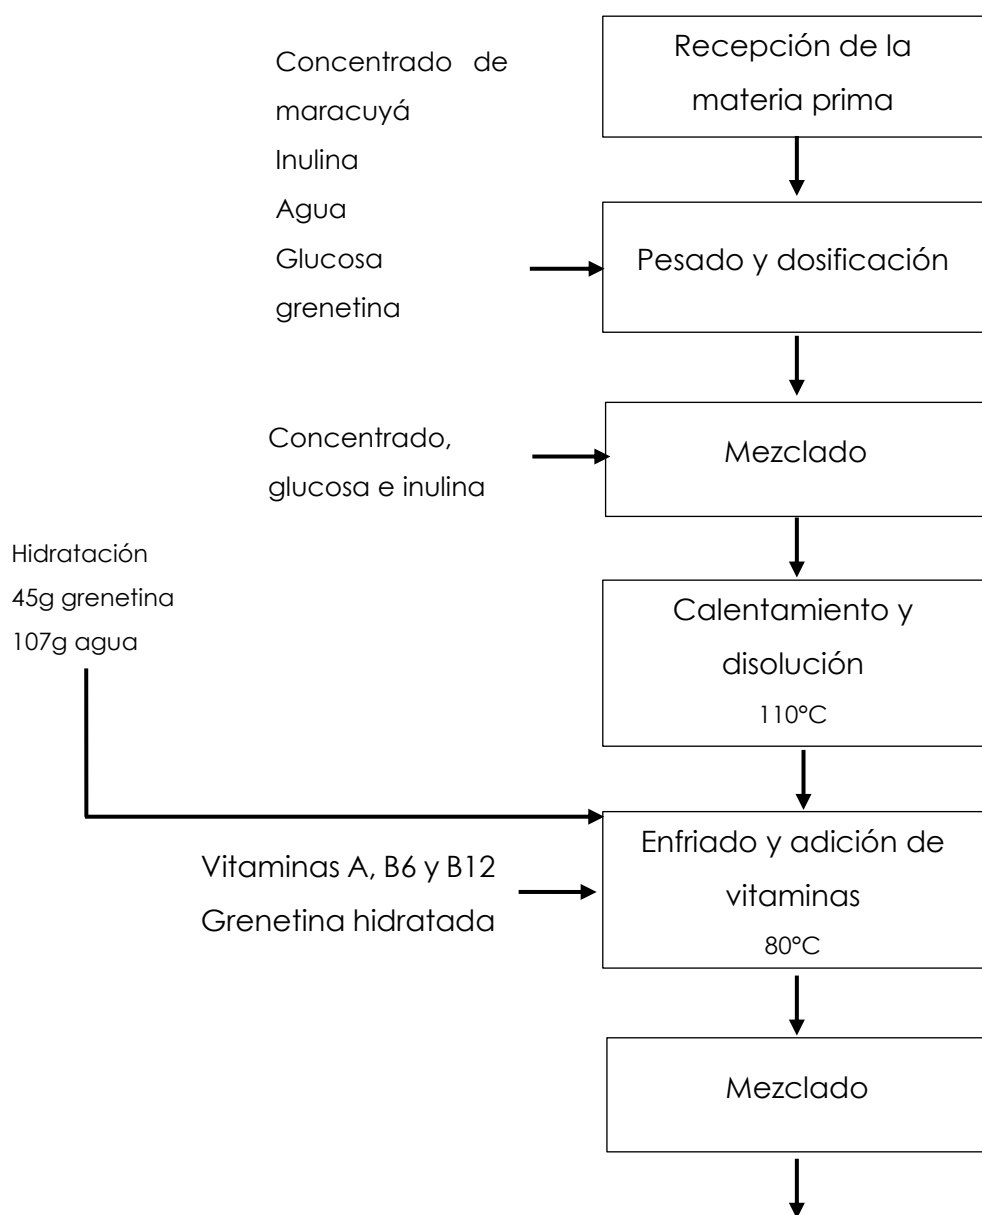 Recepción de la
materia prima
Concentrado de
maracuyá
Inulina
Agua
Glucosa
grenetina
Pesado y dosificación
Concentrado,
glucosa e inulina
Mezclado
Hidratación
45g grenetina
107g agua
Calentamiento y
disolución
110°C
Vitaminas A, B6 y B12
Grenetina hidratada
Enfriado y adición de
vitaminas
80°C
Mezclado